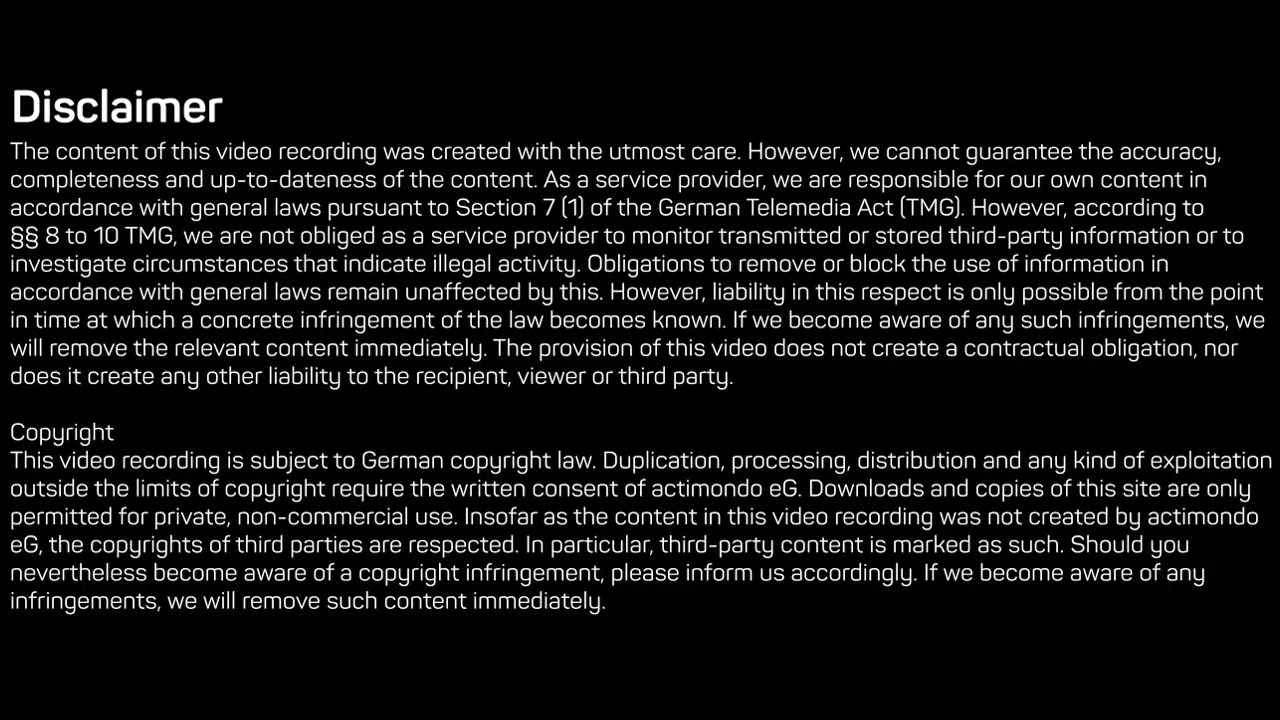 Disclaimer
The content of this video recording was created with the utmost care. However, we cannot guarantee the accuracy,
completeness and up-to-dateness of the content. As a service provider, we are responsible for our own content in
accordance with general laws pursuant to Section 7 (1) of the German Telemedia Act (TMG). However, according to
§§ 8 to 10 TMG, we are not obliged as a service provider to monitor transmitted or stored third-party information or to
investigate circumstances that indicate illegal activity. Obligations to remove or block the use of information in
accordance with general laws remain unaffected by this. However, liability in this respect is only possible from the point
in time at which a concrete infringement of the law becomes known. If we become aware of any such infringements, we
will remove the relevant content immediately. The provision of this video does not create a contractual obligation, nor
does it create any other liability to the recipient, viewer or third party.
Copyright
This video recording is subject to German copyright law. Duplication, processing, distribution and any kind of exploitation
outside the limits of copyright require the written consent of actimondo eG. Downloads and copies of this site are only
permitted for private, non-commercial use. Insofar as the content in this video recording was not created by actimondo
eG, the copyrights of third parties are respected. In particular, third-party content is marked as such. Should you
nevertheless become aware of a copyright infringement, please inform us accordingly. If we become aware of any
infringements, we will remove such content immediately.